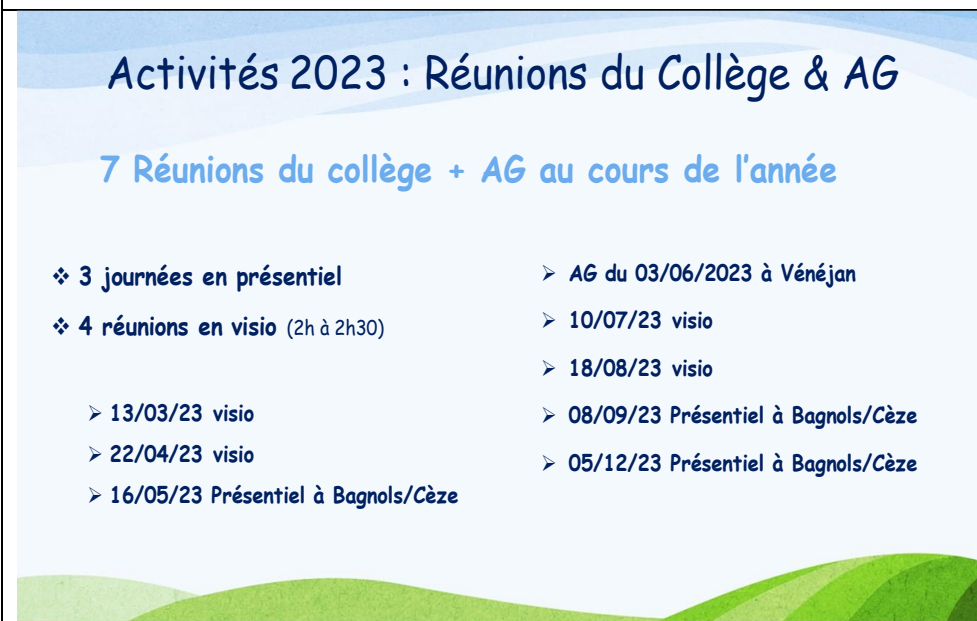 Activités 2023 : Réunions du Collège & AG
7 Réunions du collège + AG au cours de l’année
❖ 3 journées en présentiel
❖ 4 réunions en visio (2h à 2h30)
➢ 13/03/23 visio
➢ 22/04/23 visio
➢ 16/05/23 Présentiel à Bagnols/Cèze
➢ AG du 03/06/2023 à Vénéjan
➢ 10/07/23 visio
➢ 18/08/23 visio
➢ 08/09/23 Présentiel à Bagnols/Cèze
➢ 05/12/23 Présentiel à Bagnols/Cèze